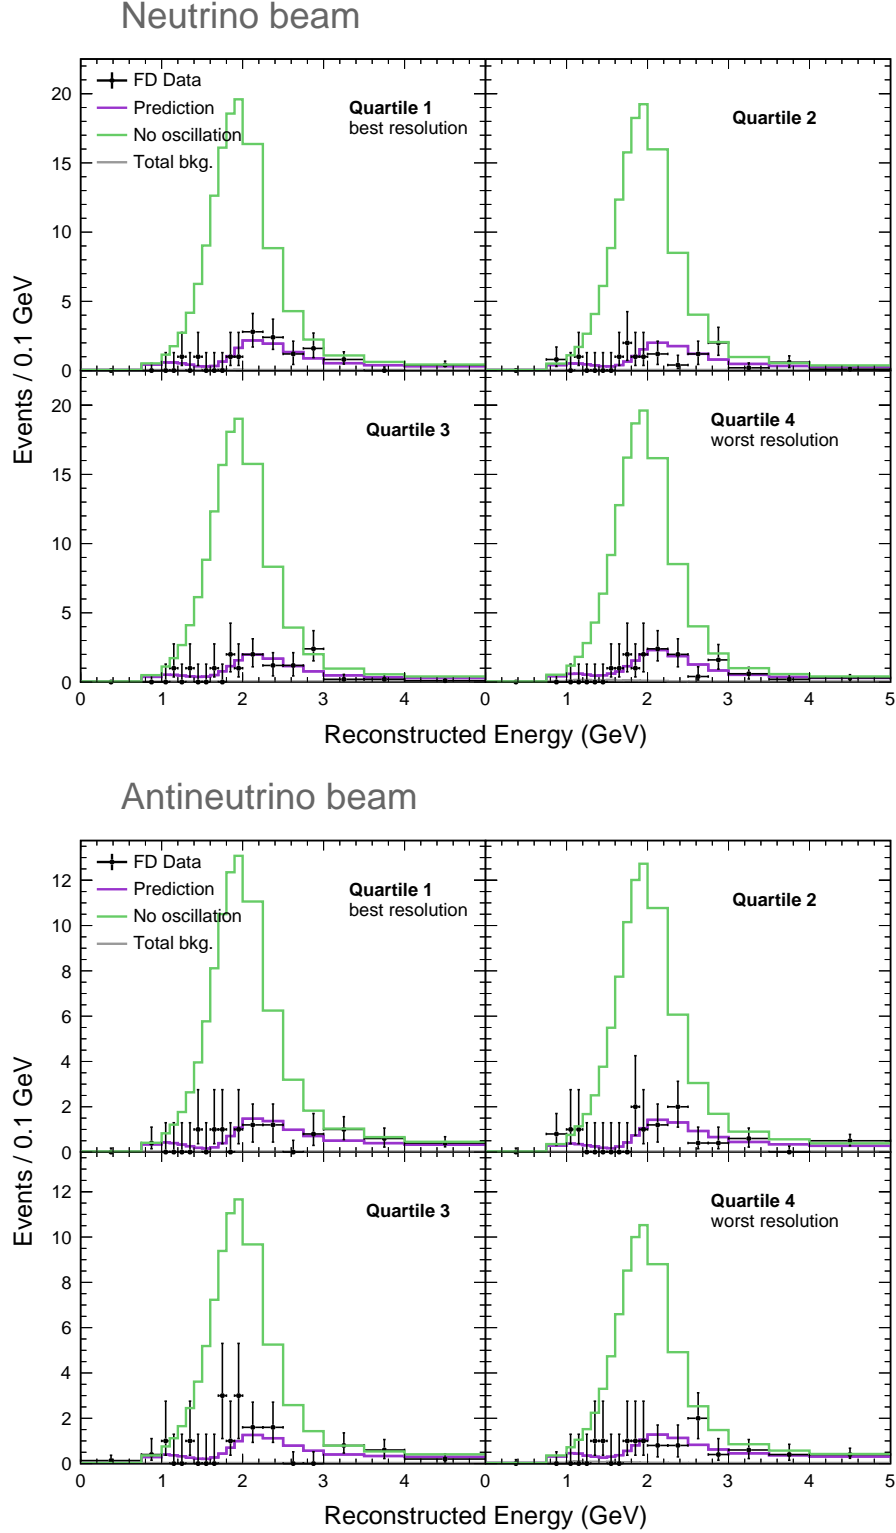 Neutrino beam
FD Data
Prediction
No oscillation
Total bkg.
Quartile 1
best resolution
Quartile 2
20
15
10
5
0
Quartile 3
Quartile 4
worst resolution
20
15
10
5
0
Events / 0.1 GeV
0 1 2 3 4 0 1 2 3 4 5
Reconstructed Energy (GeV)
Antineutrino beam
FD Data
Prediction
No oscillation
Total bkg.
Quartile 1
best resolution
Quartile 2
12
10
8
6
4
2
0
Quartile 3
Quartile 4
worst resolution
12
10
8
6
4
2
0
Events / 0.1 GeV
0 1 2 3 4 0 1 2 3 4 5
Reconstructed Energy (GeV)